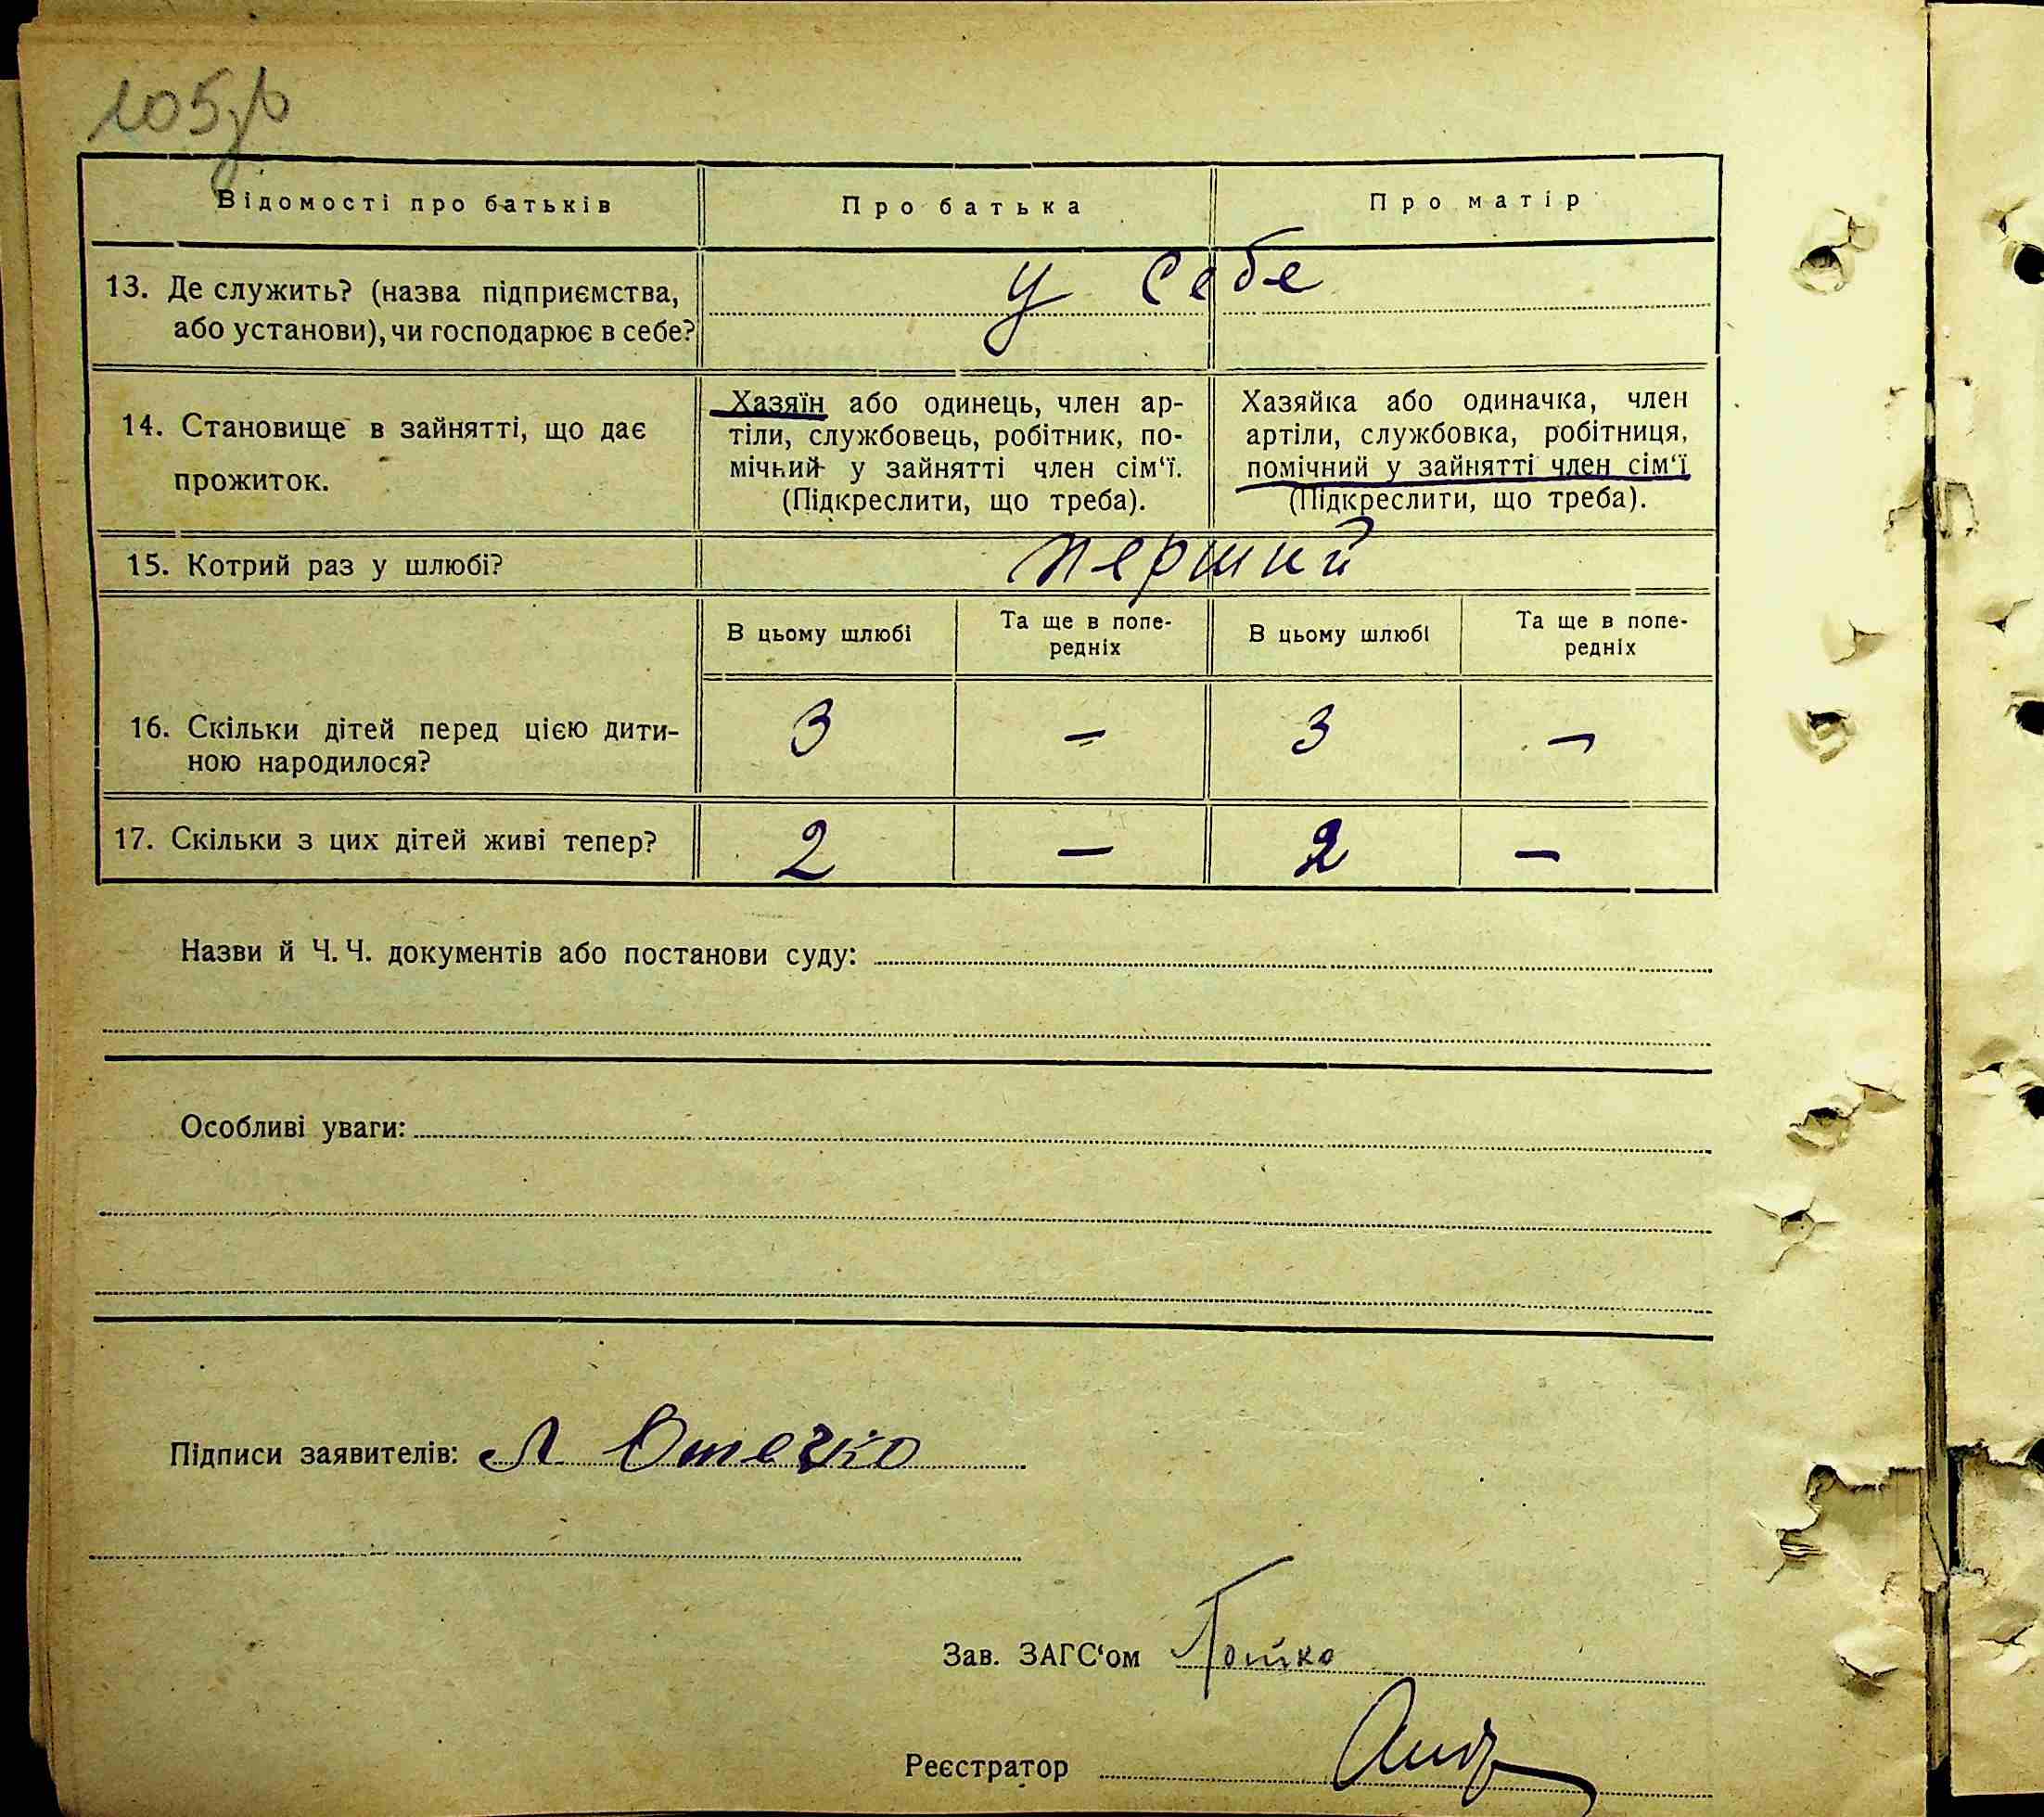 105
Відомості про батьків
Про батька
Про матір
13. Де служить? (назва підприємства,
або установи), чи господарює в себе?
у себе
14. Становище в зайнятті, що дає
прожиток.
Хазяїн або одинець, член ар-
тіли, службовець, робітник, по-
мічний у зайнятті член сім‘ї.
(Підкреслити, що треба).
Хазяйка або одиначка, член
артіли, службовка, робітниця,
помічний у зайнятті член сім‘ї
(Підкреслити, що треба).
15. Котрий раз у шлюбі?
перший
В цьому шлюбі
Та ще в попе-
редніх
В цьому шлюбі
Та ще в попе-
редніх
16. Скільки дітей перед цією дити-
ною народилося?
3
—
3
—
17. Скільки з цих дітей живі тепер?
2
—
2
—
Назви й Ч. Ч. документів або постанови суду:
Особливі уваги:
Підписи заявителів: Л Отечко
Зав. ЗАГС‘ом
Реєстратор